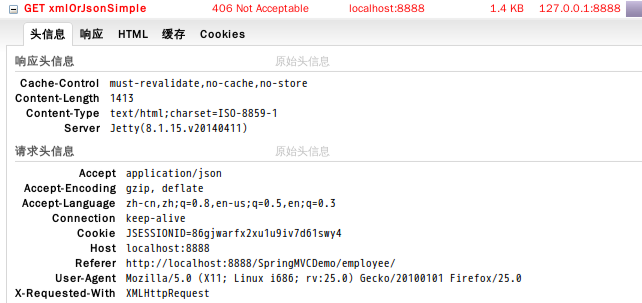 GET xmlOrJsonSimple 406 Not Acceptable localhost:8888 1.4 KB 127.0.0.1:8888
头信息 响应 HTML 缓存 Cookies
响应头信息 原始头信息
Cache-Control must-revalidate,no-cache,no-store
Content-Length 1413
Content-Type text/html;charset=ISO-8859-1
Server Jetty(8.1.15.v20140411)
请求头信息 原始头信息
Accept application/json
Accept-Encoding gzip, deflate
Accept-Language zh-cn,zh;q=0.8,en-us;q=0.5,en;q=0.3
Connection keep-alive
Cookie JSESSIONID=86gjwarfx2xu1u9iv7d61swy4
Host localhost:8888
Referer http://localhost:8888/SpringMVCDemo/employee/
User-Agent Mozilla/5.0 (X11; Linux i686; rv:25.0) Gecko/20100101 Firefox/25.0
X-Requested-With XMLHttpRequest